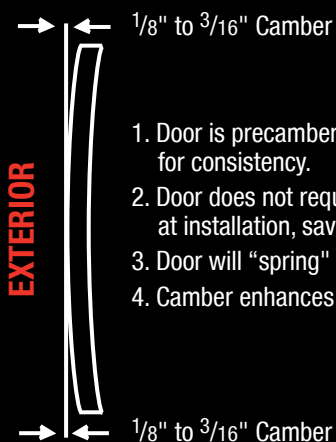 1/8" to 3/16" Camber
EXTERIOR
1. Door is precamber
for consistency.
2. Door does not requ
at installation, sav
3. Door will “spring"
4. Camber enhances
1/8" to 3/16" Camber